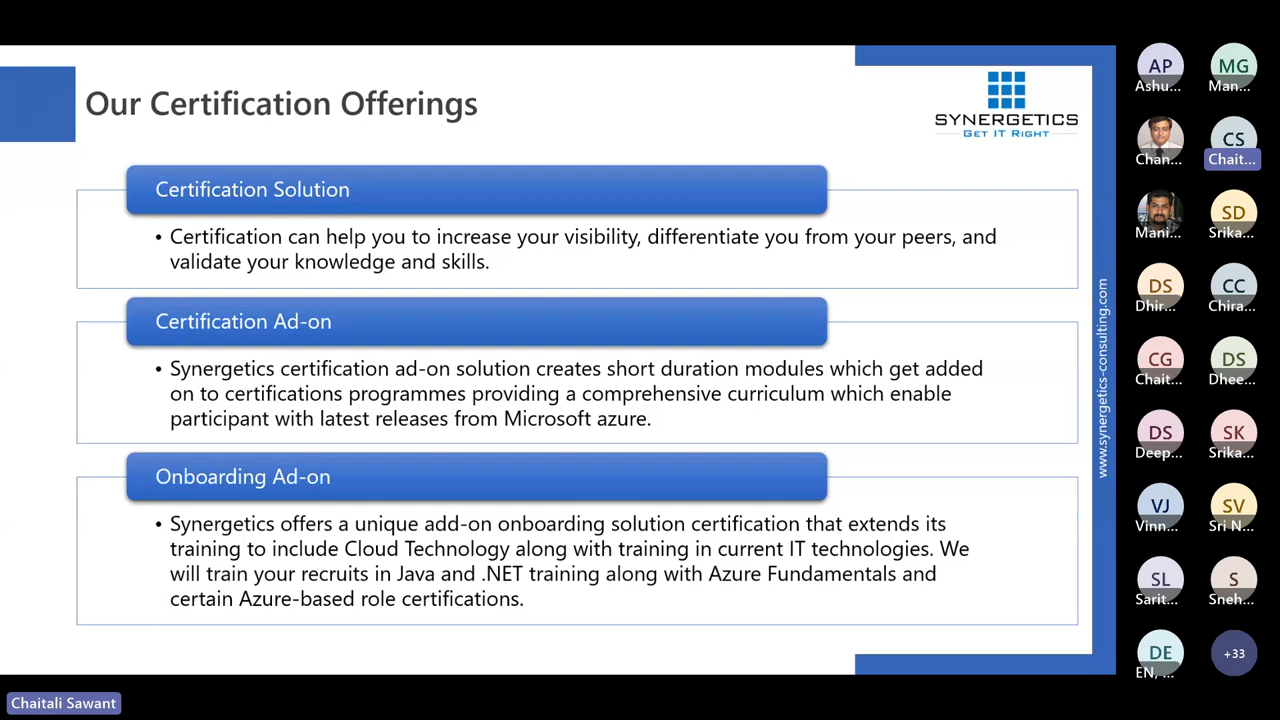 Our Certification Offerings
SYNERGETICS
GET IT RIGHT
Certification Solution
• Certification can help you to increase your visibility, differentiate you from your peers, and
validate your knowledge and skills.
Certification Ad-on
• Synergetics certification ad-on solution creates short duration modules which get added
on to certifications programmes providing a comprehensive curriculum which enable
participant with latest releases from Microsoft azure.
Onboarding Ad-on
• Synergetics offers a unique add-on onboarding solution certification that extends its
training to include Cloud Technology along with training in current IT technologies. We
will train your recruits in Java and .NET training along with Azure Fundamentals and
certain Azure-based role certifications.
www.synergetics-consulting.com
AP
Ashu...
MG
Man...
Chan...
CS
Chait...
Mani...
SD
Srika...
DS
Dhir...
CC
Chira...
CG
Chait...
DS
Dhee...
DS
Deep...
SK
Srika...
VJ
Vinn...
SV
Sri N...
SL
Sarit...
S
Sneh...
DE
EN, ...
+33
Chaitali Sawant